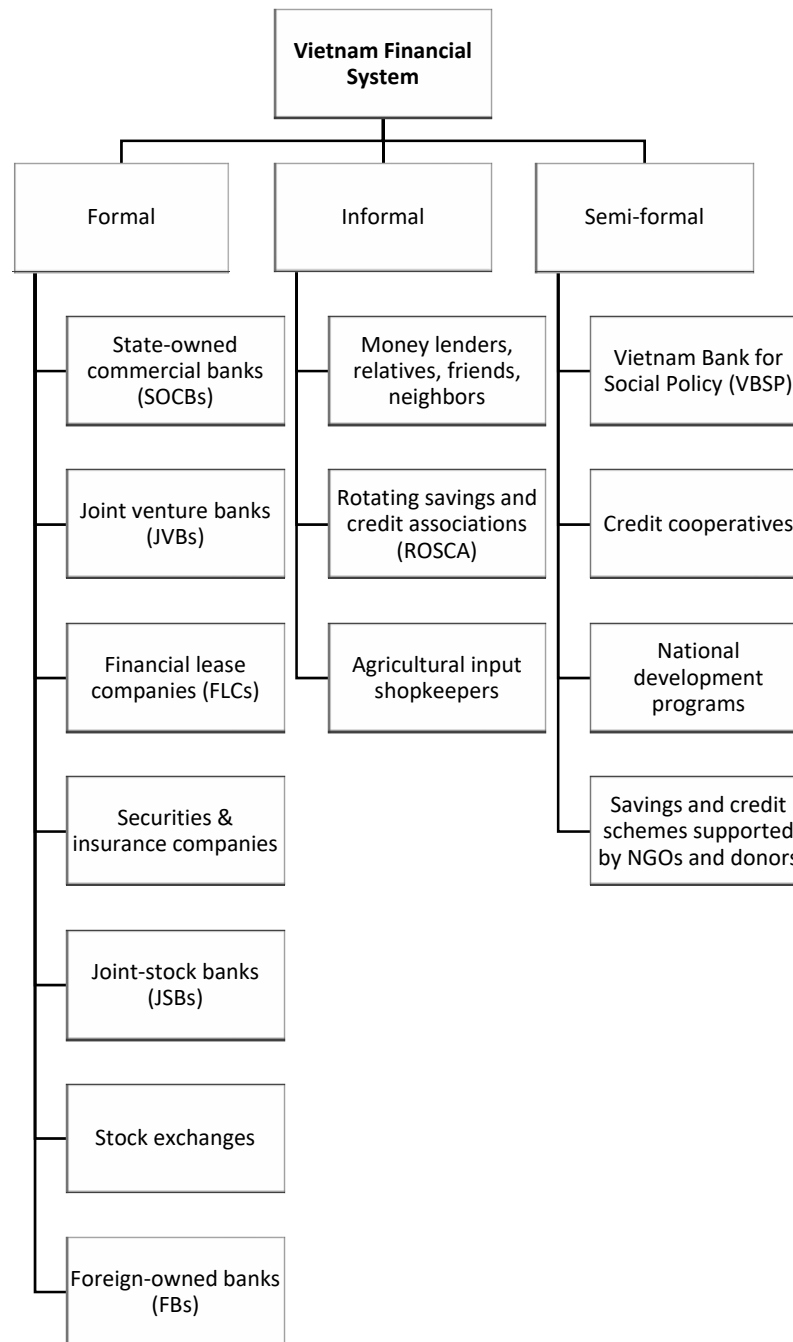 Vietnam Financial
System
Formal
Informal
Semi-formal
State-owned
commercial banks
(SOCBs)
Joint venture banks
(JVBs)
Financial lease
companies (FLCs)
Securities &
insurance companies
Joint-stock banks
(JSBs)
Stock exchanges
Foreign-owned banks
(FBs)
Money lenders,
relatives, friends,
neighbors
Rotating savings and
credit associations
(ROSCA)
Agricultural input
shopkeepers
Vietnam Bank for
Social Policy (VBSP)
Credit cooperatives
National
development
programs
Savings and credit
schemes supported
by NGOs and donors